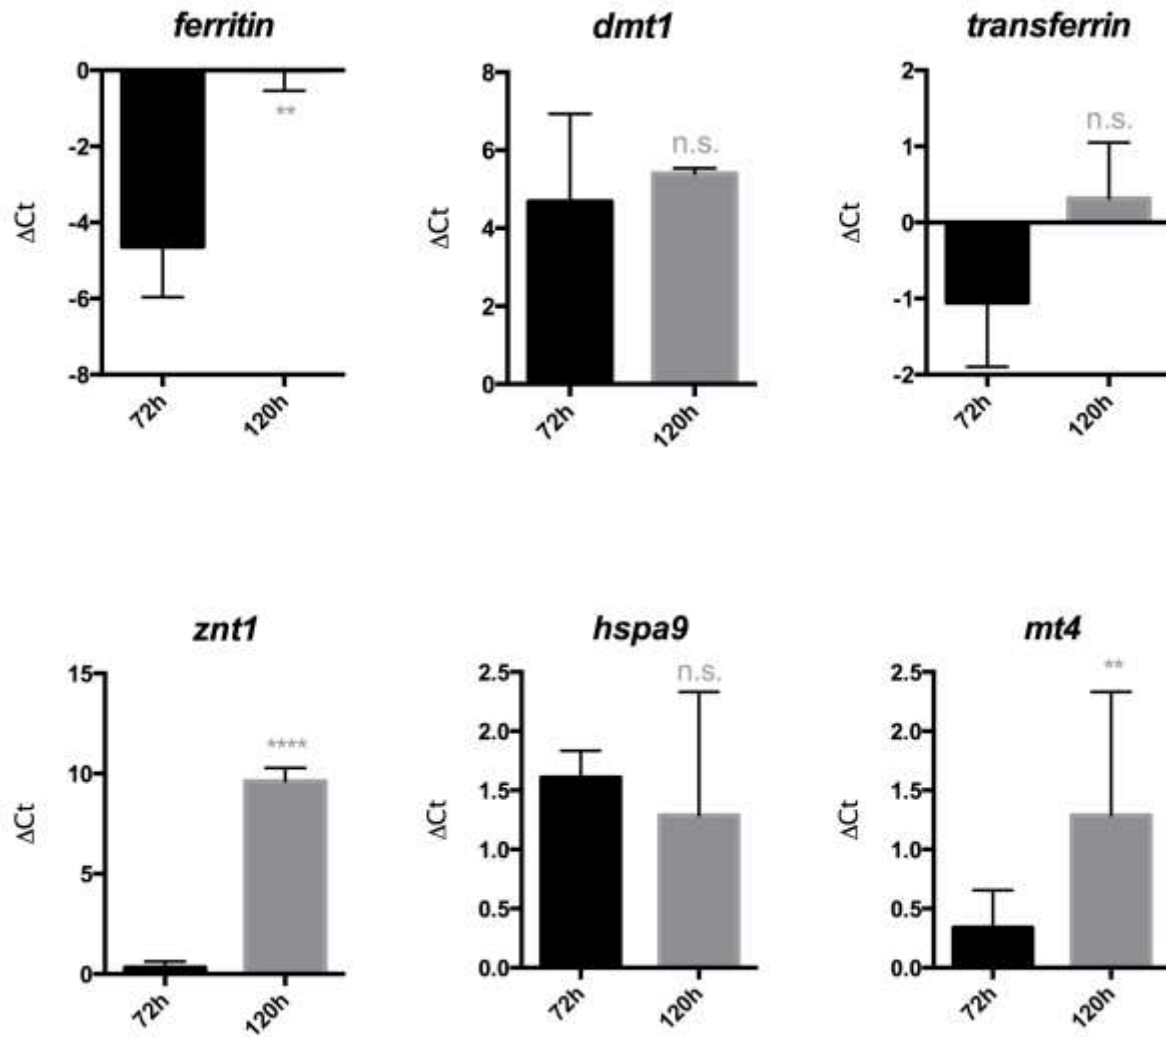 ferritin
0
-2
-4
-6
-8
ΔCt
**
72h
120h
dmt1
8
6
4
2
0
ΔCt
n.s.
72h
120h
transferrin
2
1
0
-1
-2
ΔCt
n.s.
72h
120h
znt1
15
10
5
0
ΔCt
****
72h
120h
hspa9
2.5
2.0
1.5
1.0
0.5
0.0
ΔCt
n.s.
72h
120h
mt4
2.5
2.0
1.5
1.0
0.5
0.0
ΔCt
**
72h
120h